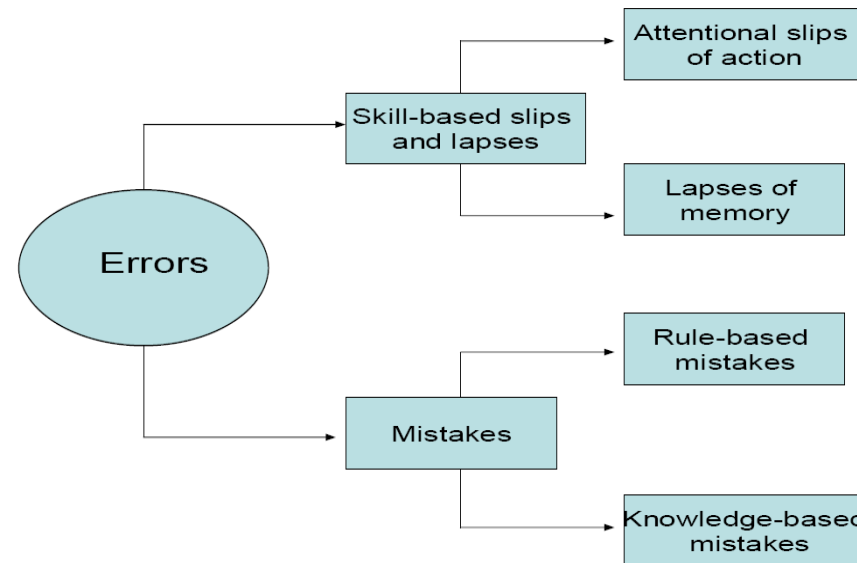 Attentional slips
of action
Skill-based slips
and lapses
Lapses of
memory
Errors
Rule-based
mistakes
Mistakes
Knowledge-based
mistakes